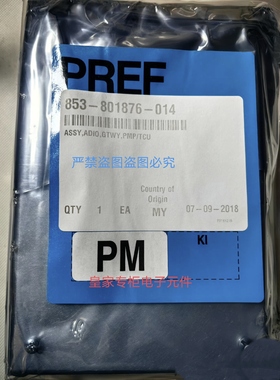 PREF
853-801876-014
ASSY,ADIO,GTWY,PMP/TCU
严禁盗图盗图必究
Country of
Origin
QTY 1 EA MY 07-09-2018
PM
KI
皇家专柜电子元件